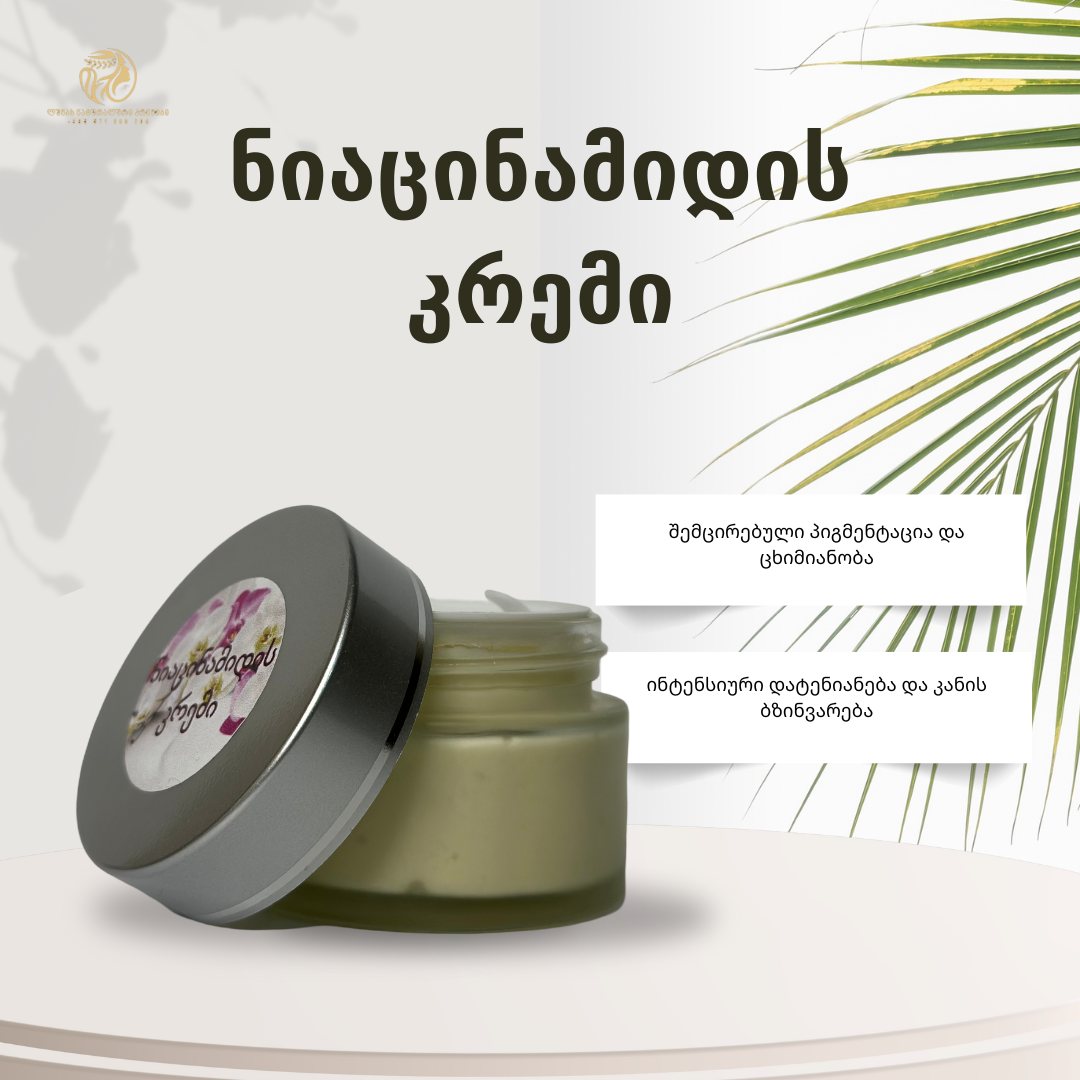 ნიაცინამიდის
კრემი
შემცირებული პიგმენტაცია და
ცხიმიანობა
ინტენსიური დატენიანება და კანის
ბზინვარება
ნიაცინამიდის
კრემი